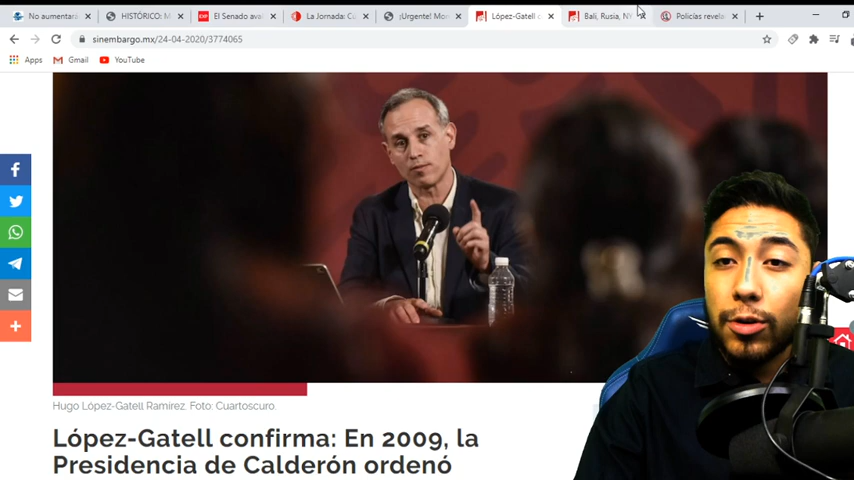 No aumentará
HISTÓRICO: M
EXP El Senado ava
La Jornada: Cu
¡Urgente! Mor
López-Gatell c
Bali, Rusia, NY
Policías revela
sinembargo.mx/24-04-2020/3774065
Apps
Gmail
YouTube
Hugo López-Gatell Ramírez. Foto: Cuartoscuro.
López-Gatell confirma: En 2009, la
Presidencia de Calderón ordenó